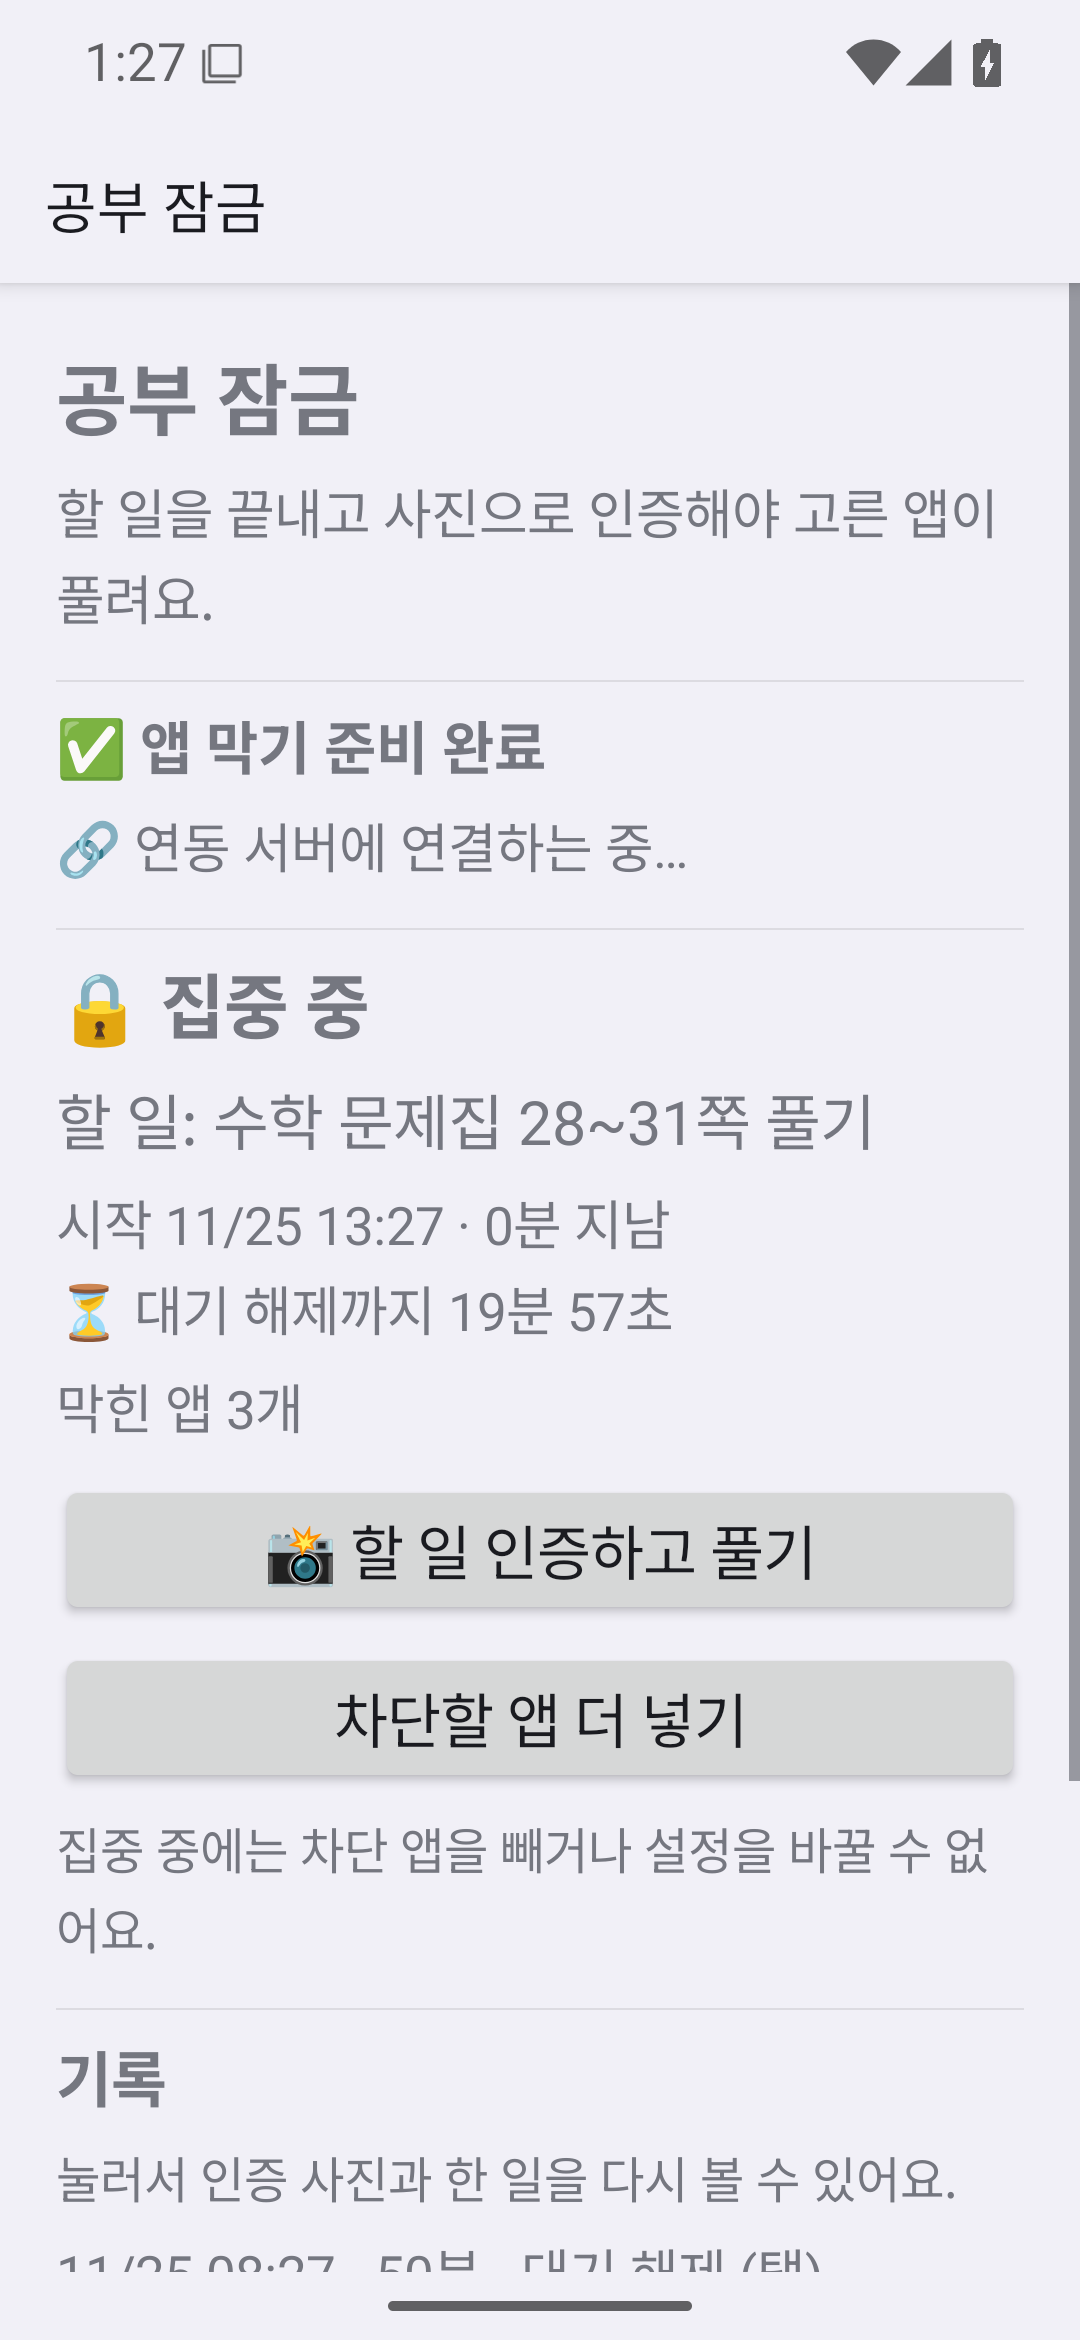 1:27
공부 잠금
공부 잠금
할 일을 끝내고 사진으로 인증해야 고른 앱이
풀려요.
✅ 앱 막기 준비 완료
🔗 연동 서버에 연결하는 중...
🔒 집중 중
할 일: 수학 문제집 28~31쪽 풀기
시작 11/25 13:27 · 0분 지남
⏳ 대기 해제까지 19분 57초
막힌 앱 3개
📸 할 일 인증하고 풀기
차단할 앱 더 넣기
집중 중에는 차단 앱을 빼거나 설정을 바꿀 수 없
어요.
기록
눌러서 인증 사진과 한 일을 다시 볼 수 있어요.